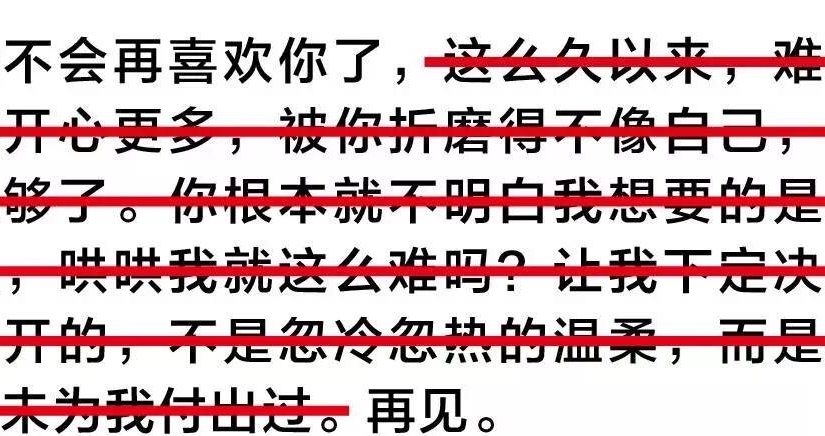 不会再喜欢你了，这么久以来，难
开心更多，被你折磨得不像自己，
够了。你根本就不明白我想要的是
，哄哄我就这么难吗？让我下定决
开的，不是忽冷忽热的温柔，而是
未为我付出过。再见。